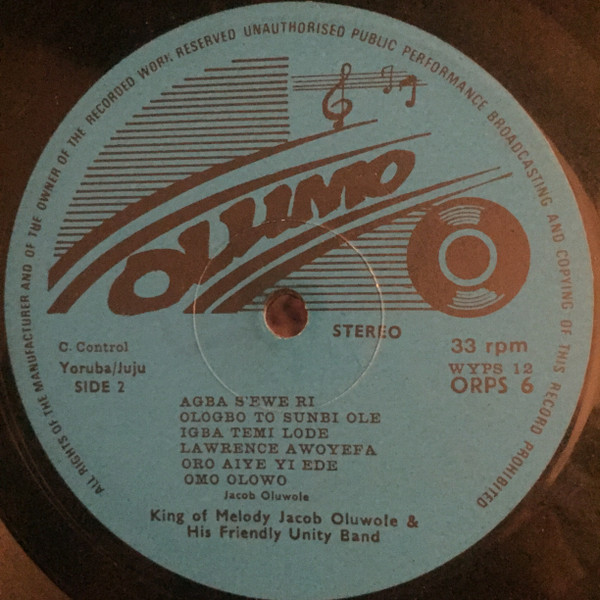 ALL RIGHTS OF THE MANUFACTURER AND OF THE OWNER OF THE RECORDED WORK RESERVED UNAUTHORISED PUBLIC PERFORMANCE BROADCASTING AND COPYING OF THIS RECORD PROHIBITED
OLUMO
STEREO
C. Control
Yoruba/Juju
SIDE 2
33 rpm
WYPS 12
ORPS 6
AGBA S'EWE RI
OLOGBO TO SUNBI OLE
IGBA TEMI LODE
LAWRENCE AWOYEFA
ORO AIYE YI EDE
OMO OLOWO
Jacob Oluwole
King of Melody Jacob Oluwole &
His Friendly Unity Band